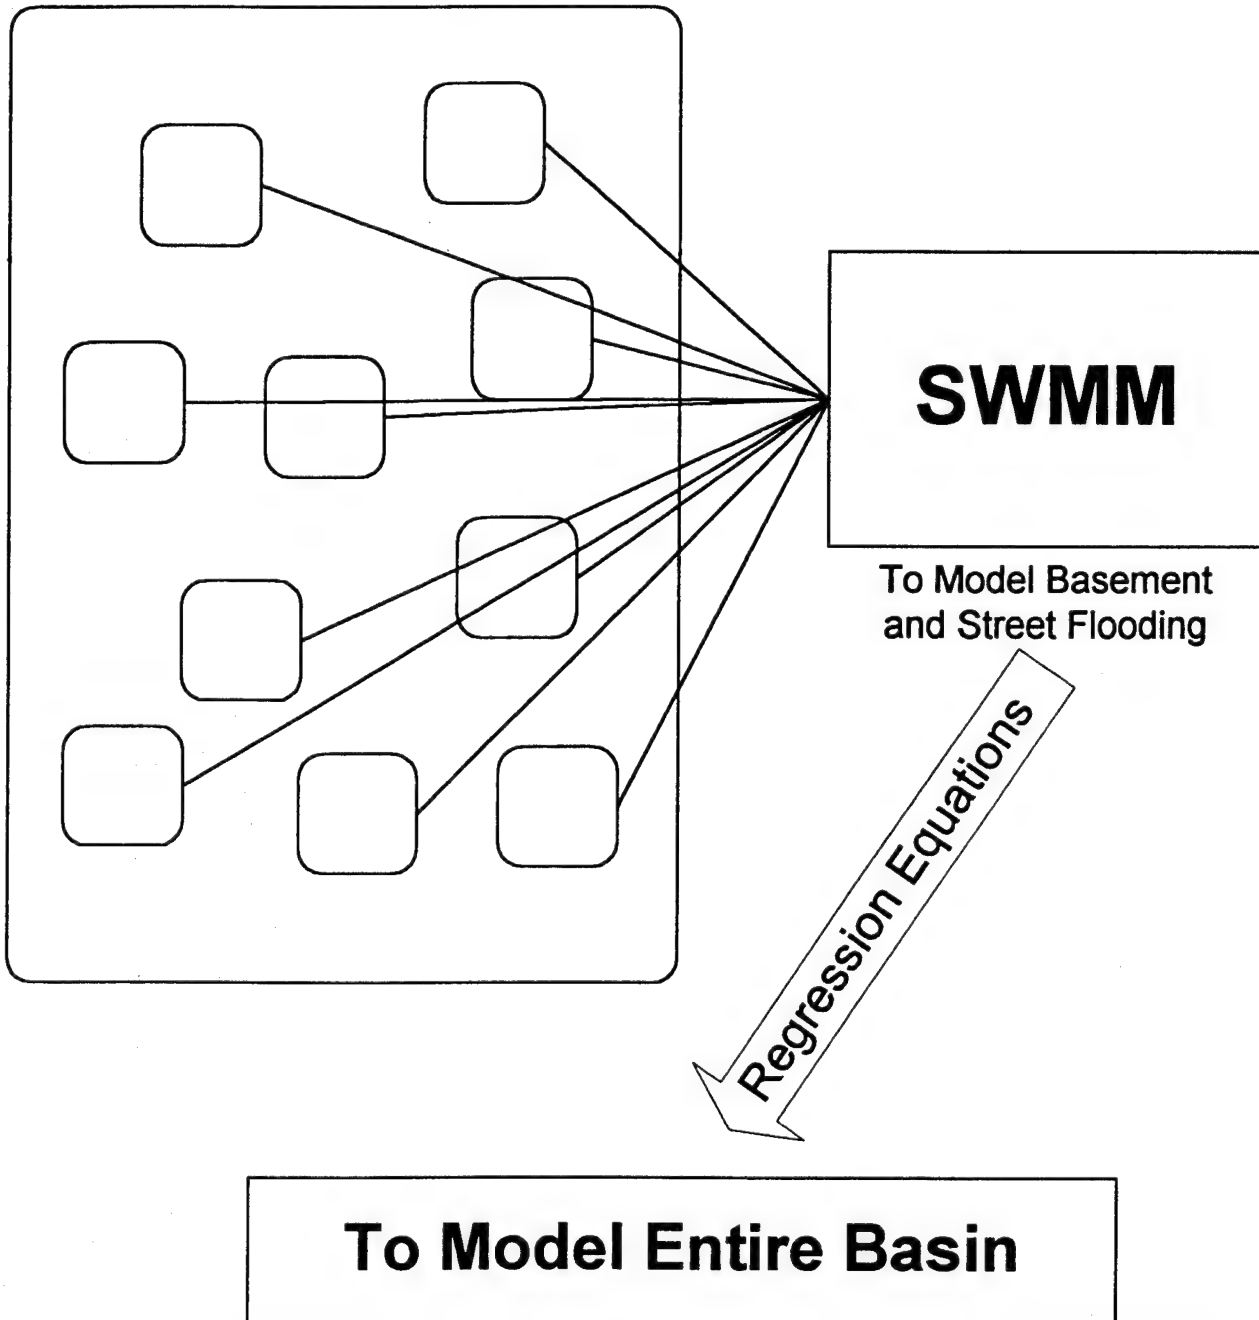 SWMM
To Model Basement
and Street Flooding
Regression Equations
To Model Entire Basin